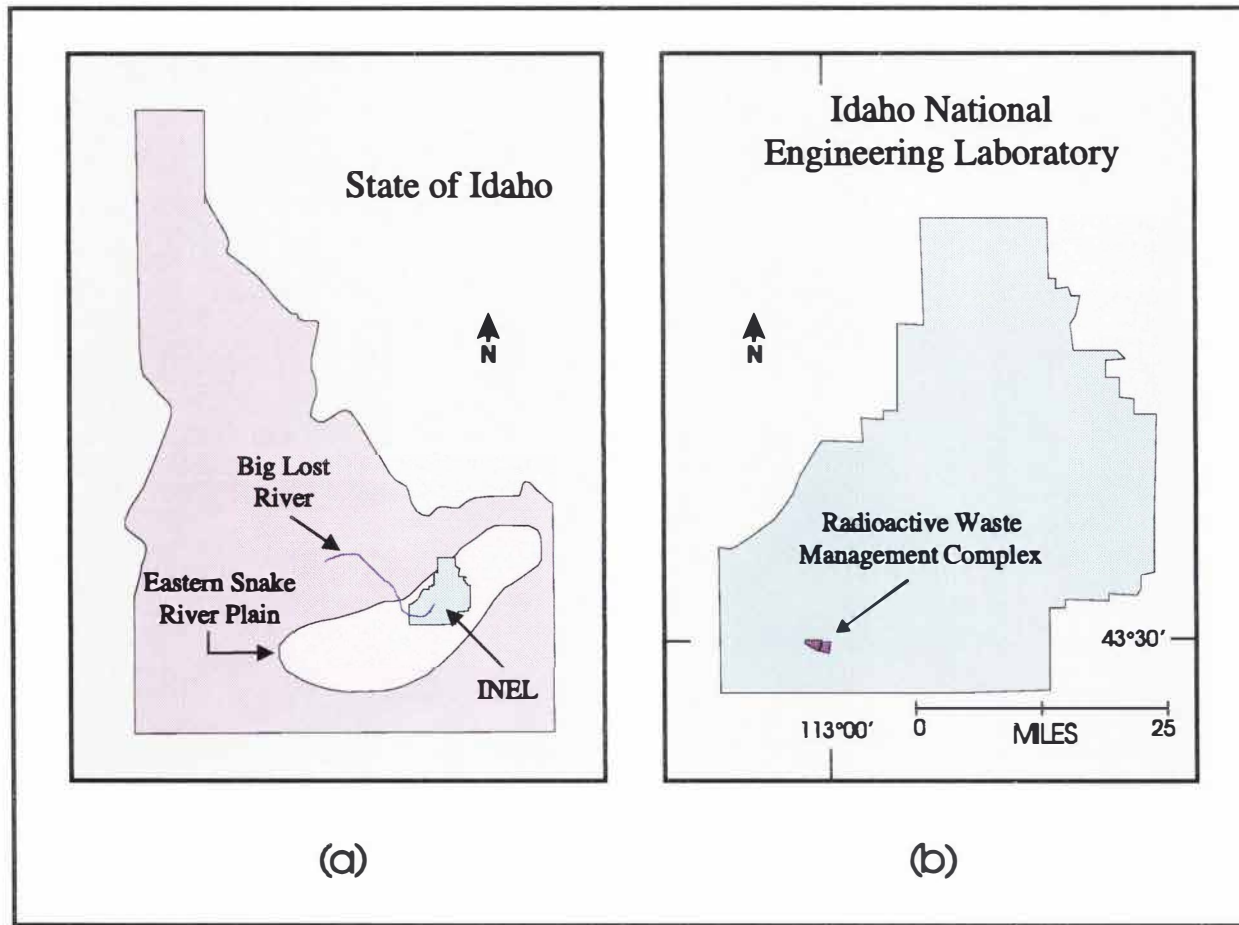 State of Idaho
N
Big Lost
River
Eastern Snake
River Plain
INEL
(a)
Idaho National
Engineering Laboratory
N
Radioactive Waste
Management Complex
43°30'
113°00'
0
MILES
25
(b)